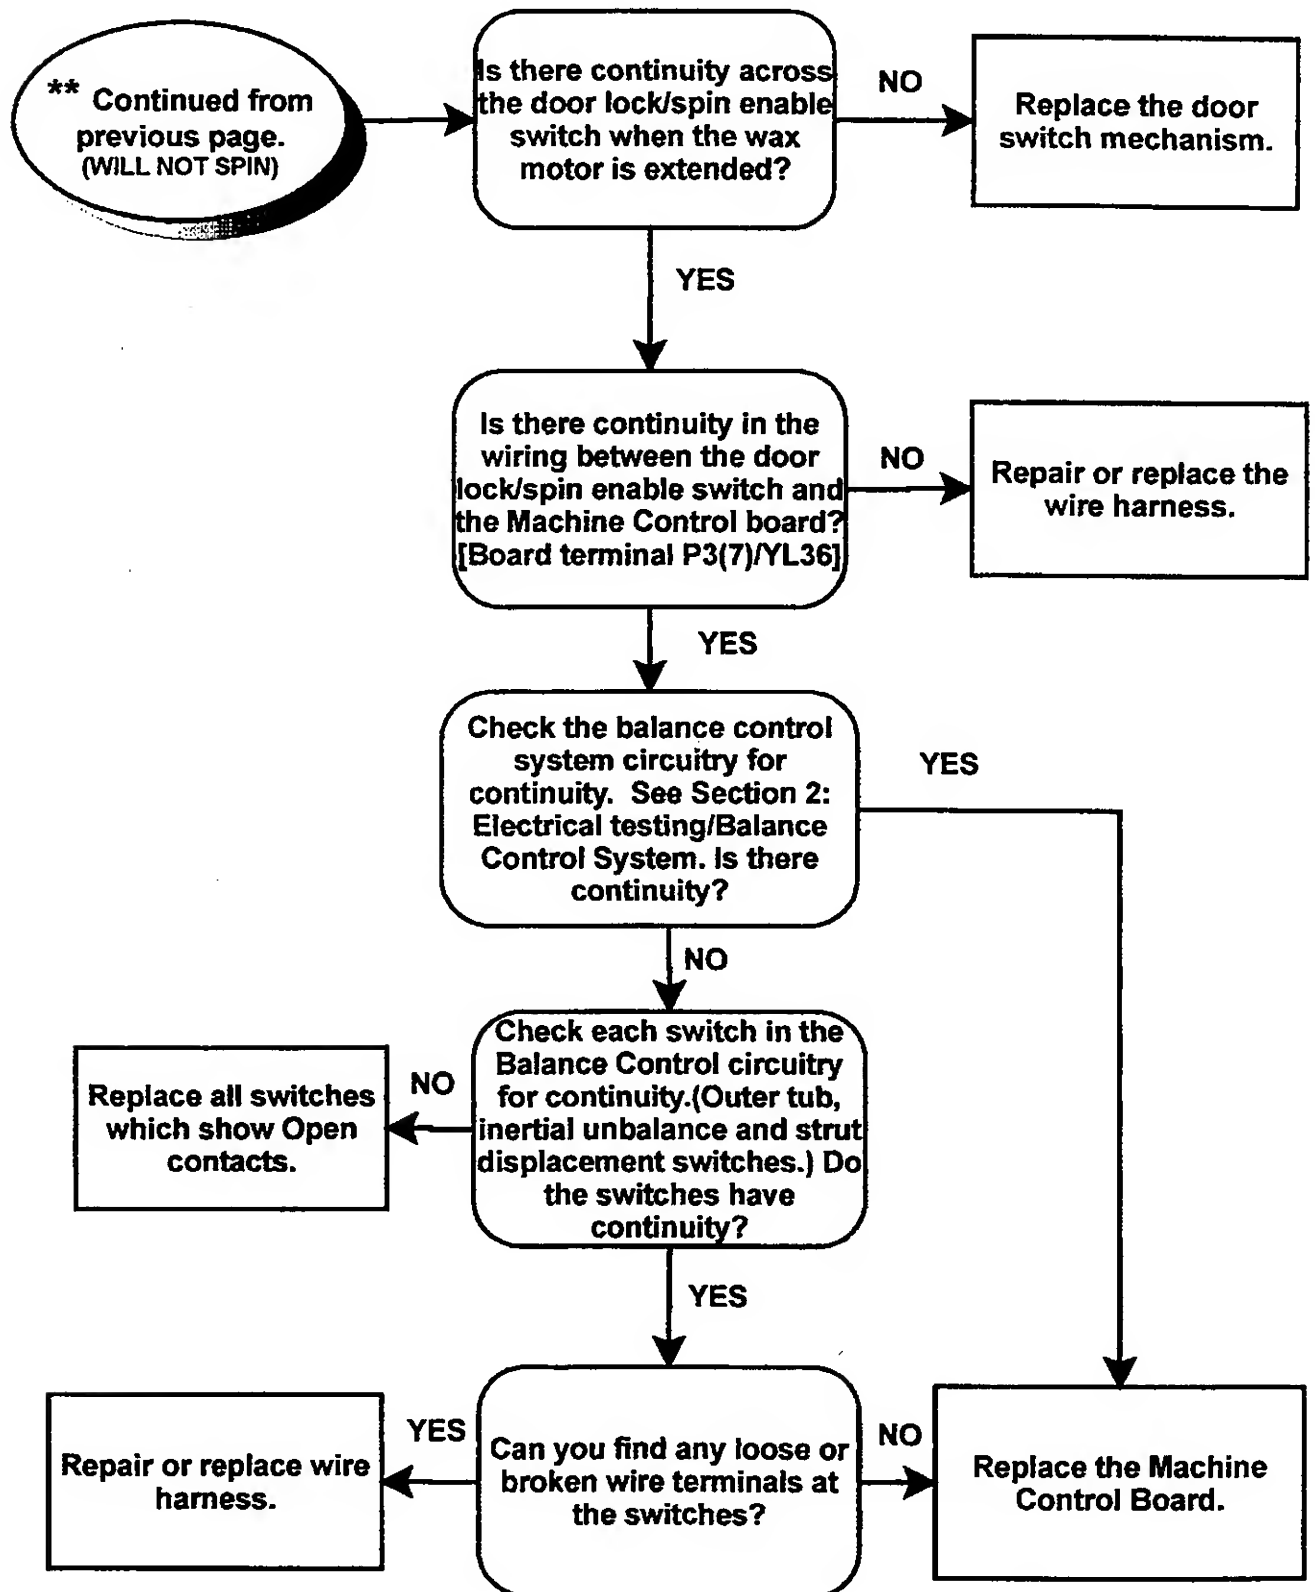 ** Continued from
previous page.
(WILL NOT SPIN)
Is there continuity across
the door lock/spin enable
switch when the wax
motor is extended?
NO
Replace the door
switch mechanism.
YES
Is there continuity in the
wiring between the door
lock/spin enable switch and
the Machine Control board?
[Board terminal P3(7)/YL36]
NO
Repair or replace the
wire harness.
YES
Check the balance control
system circuitry for
continuity. See Section 2:
Electrical testing/Balance
Control System. Is there
continuity?
YES
NO
Check each switch in the
Balance Control circuitry
for continuity.(Outer tub,
inertial unbalance and strut
displacement switches.) Do
the switches have
continuity?
NO
Replace all switches
which show Open
contacts.
YES
Can you find any loose or
broken wire terminals at
the switches?
YES
Repair or replace wire
harness.
NO
Replace the Machine
Control Board.